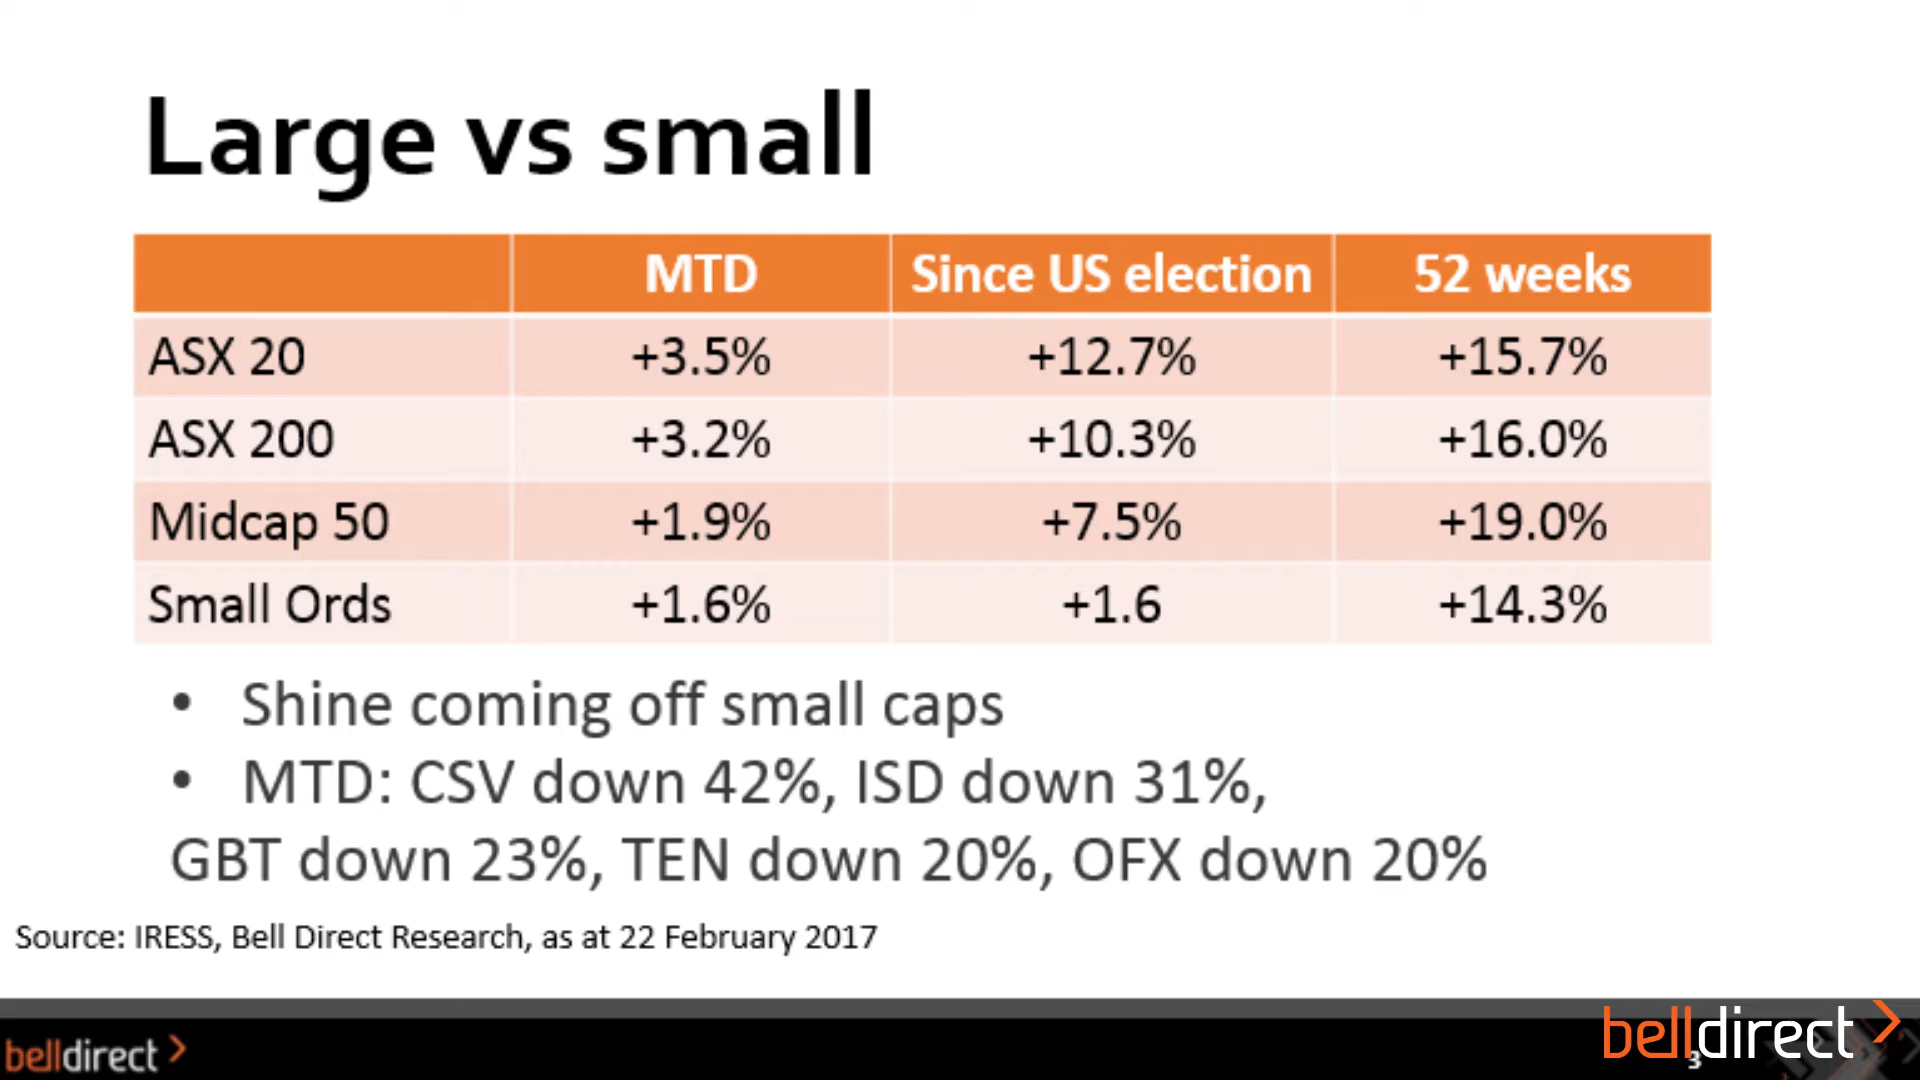 Large vs small
MTD Since US election 52 weeks
ASX 20 +3.5% +12.7% +15.7%
ASX 200 +3.2% +10.3% +16.0%
Midcap 50 +1.9% +7.5% +19.0%
Small Ords +1.6% +1.6 +14.3%
• Shine coming off small caps
• MTD: CSV down 42%, ISD down 31%,
GBT down 23%, TEN down 20%, OFX down 20%
Source: IRESS, Bell Direct Research, as at 22 February 2017
belldirect
belldirect
3